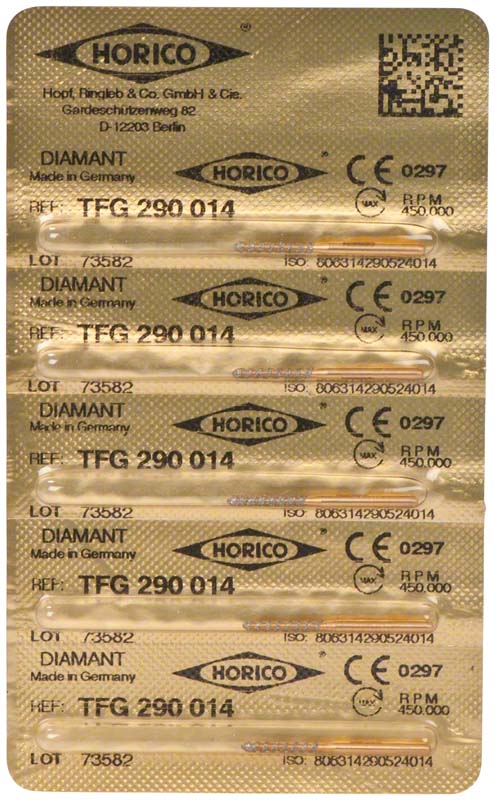 HORICO ®
Hopf, Ringleb & Co. GmbH & Cie.
Gardeschützenweg 82
D-12203 Berlin
DIAMANT HORICO ® CE 0297
Made in Germany
REF: TFG 290 014 MAX RPM 450.000
LOT 73582 ISO: 806314290524014
DIAMANT HORICO ® CE 0297
Made in Germany
REF: TFG 290 014 MAX RPM 450.000
LOT 73582 ISO: 806314290524014
DIAMANT HORICO ® CE 0297
Made in Germany
REF: TFG 290 014 MAX RPM 450.000
LOT 73582 ISO: 806314290524014
DIAMANT HORICO ® CE 0297
Made in Germany
REF: TFG 290 014 MAX RPM 450.000
LOT 73582 ISO: 806314290524014
DIAMANT HORICO ® CE 0297
Made in Germany
REF: TFG 290 014 MAX RPM 450.000
LOT 73582 ISO: 806314290524014